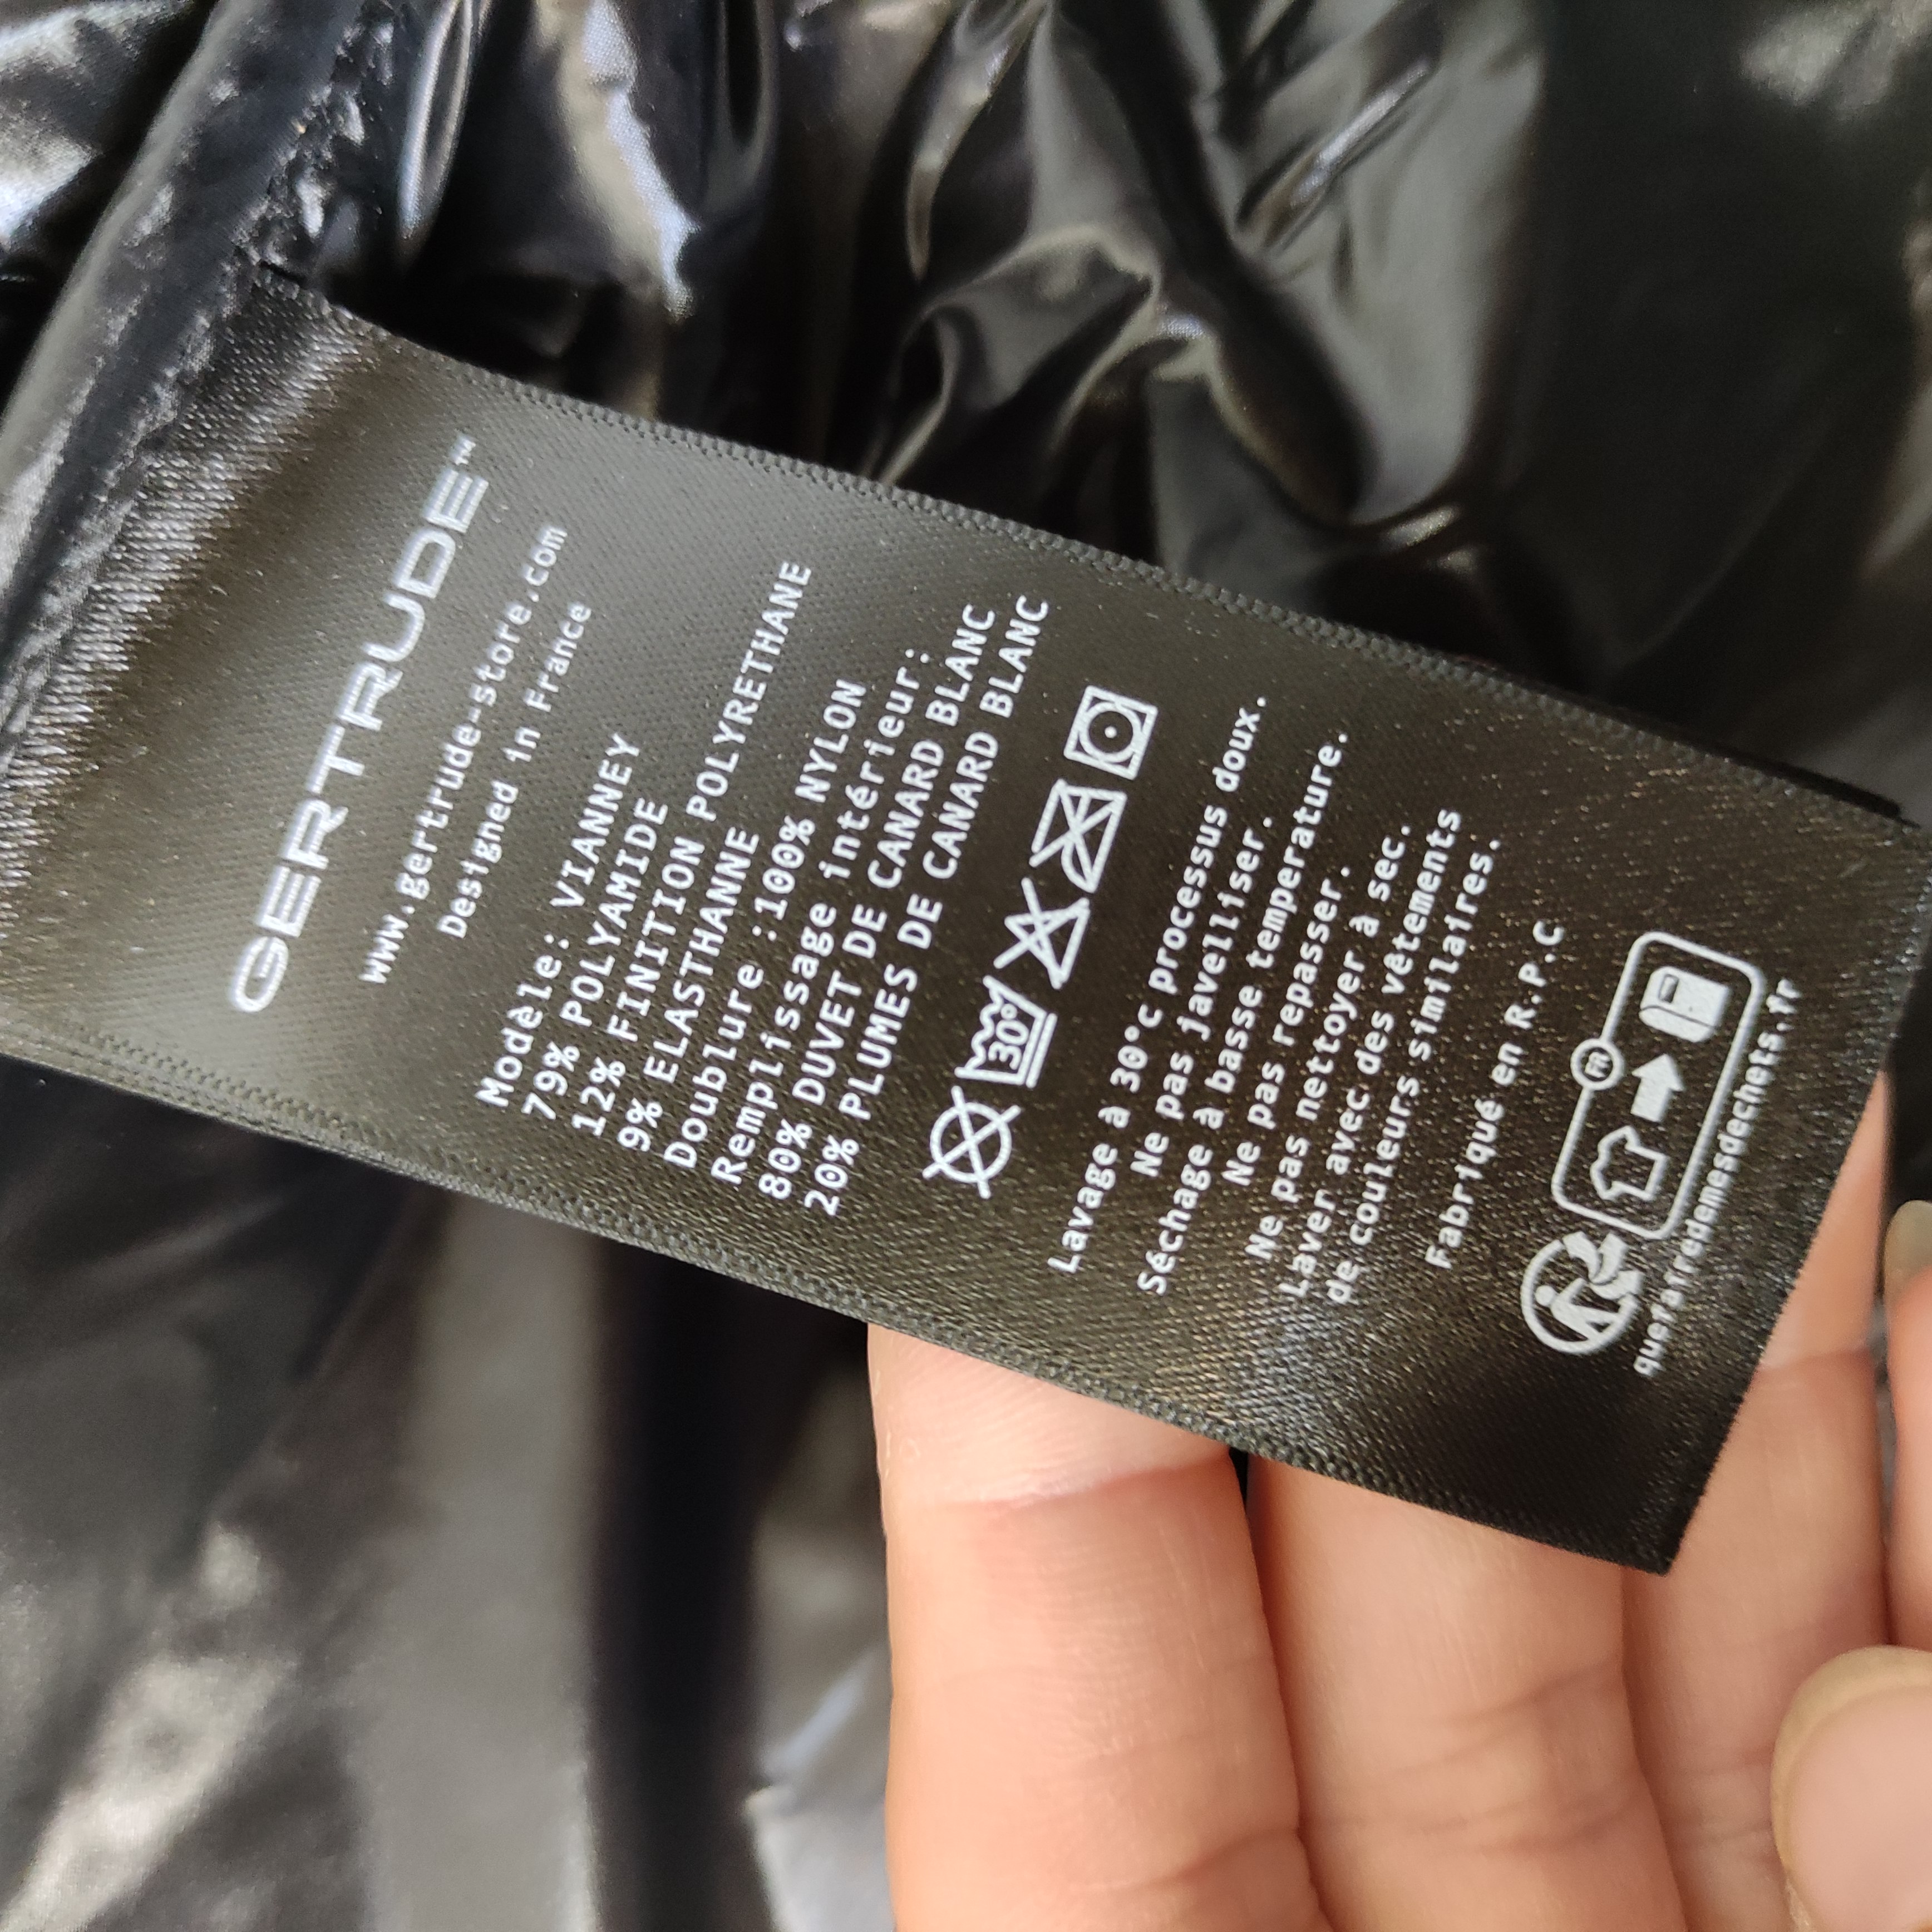 GERTRUDE™
www.gertrude-store.com
Designed in France
Modèle: VIANNEY
79% POLYAMIDE
12% FINITION POLYRETHANE
9% ELASTHANNE
Doublure :100% NYLON
Remplissage intérieur:
80% DUVET DE CANARD BLANC
20% PLUMES DE CANARD BLANC
30°
Lavage à 30°c processus doux.
Ne pas javelliser.
Séchage à basse temperature.
Ne pas repasser.
Ne pas nettoyer à sec.
Laver avec des vêtements
de couleurs similaires.
Fabriqué en R.P.C
FR
quefairedemesdechets.fr